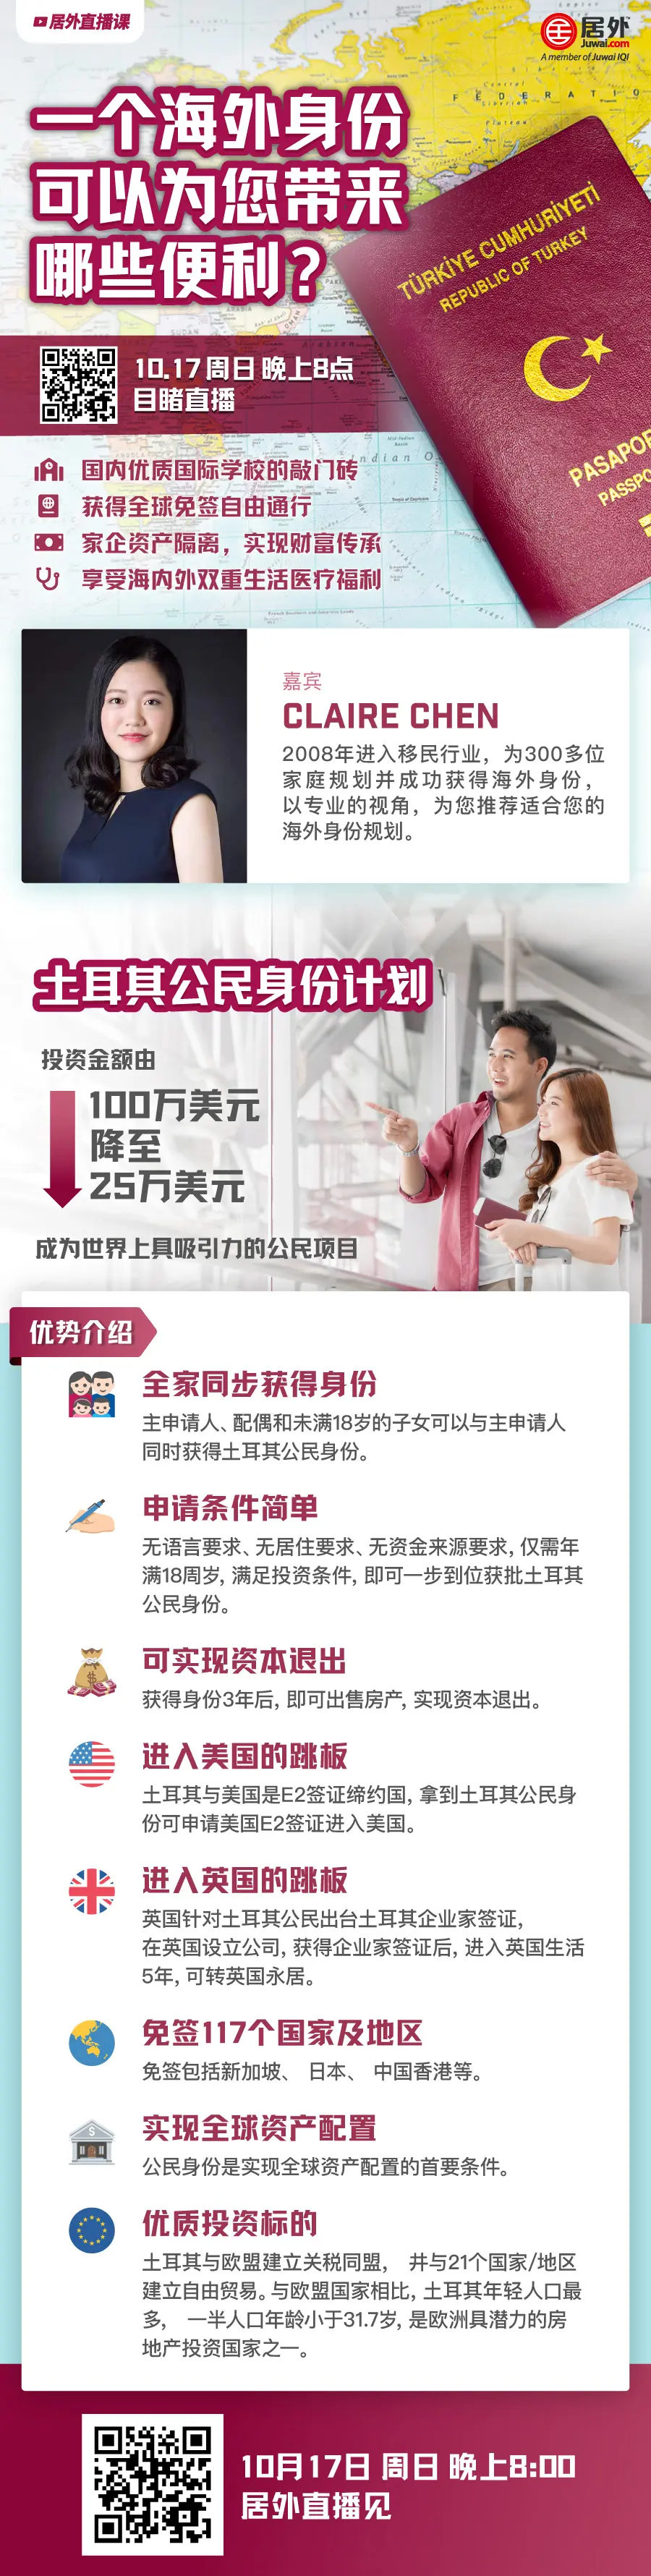 居外直播课
居外
Juwai.com
A member of Juwai IQI
一个海外身份
可以为您带来
哪些便利？
TÜRKİYE CUMHURİYETİ
REPUBLIC OF TURKEY
10.17 周日 晚上8点
目睹直播
国内优质国际学校的敲门砖
获得全球免签自由通行
家企资产隔离，实现财富传承
享受海内外双重生活医疗福利
嘉宾
CLAIRE CHEN
2008年进入移民行业，为300多位
家庭规划并成功获得海外身份，
以专业的视角，为您推荐适合您的
海外身份规划。
土耳其公民身份计划
投资金额由
100万美元
降至
25万美元
成为世界上具吸引力的公民项目
优势介绍
全家同步获得身份
主申请人、配偶和未满18岁的子女可以与主申请人
同时获得土耳其公民身份。
申请条件简单
无语言要求、无居住要求、无资金来源要求, 仅需年
满18周岁, 满足投资条件, 即可一步到位获批土耳其
公民身份。
可实现资本退出
获得身份3年后, 即可出售房产, 实现资本退出。
进入美国的跳板
土耳其与美国是E2签证缔约国, 拿到土耳其公民身
份可申请美国E2签证进入美国。
进入英国的跳板
英国针对土耳其公民出台土耳其企业家签证,
在英国设立公司, 获得企业家签证后, 进入英国生活
5年, 可转英国永居。
免签117个国家及地区
免签包括新加坡、 日本、 中国香港等。
实现全球资产配置
公民身份是实现全球资产配置的首要条件。
优质投资标的
土耳其与欧盟建立关税同盟, 井与21个国家/地区
建立自由贸易。与欧盟国家相比, 土耳其年轻人口最
多, 一半人口年龄小于31.7岁, 是欧洲具潜力的房
地产投资国家之一。
10月17日 周日 晚上8:00
居外直播见